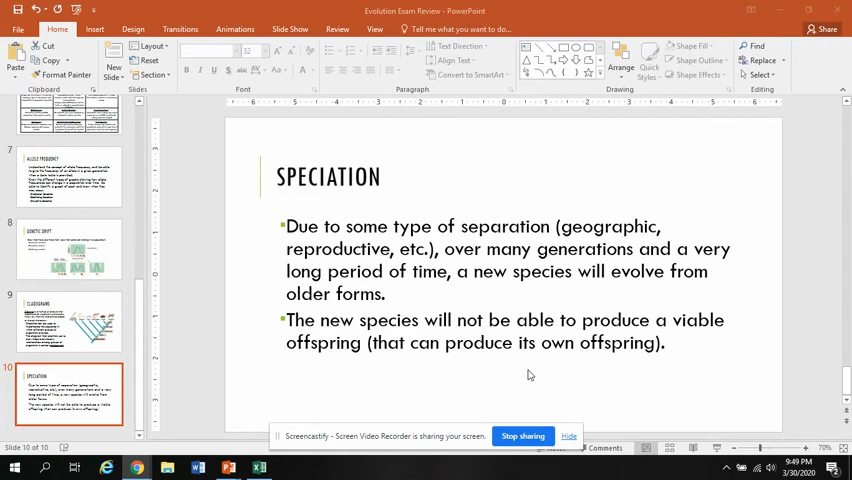 Evolution Exam Review - PowerPoint
File Home Insert Design Transitions Animations Slide Show Review View Tell me what you want to do... Share
Paste Cut Copy Format Painter Clipboard
New Slide Layout Reset Section Slides
32 Font
Text Direction Align Text Convert to SmartArt Paragraph
Arrange Quick Styles Shape Fill Shape Outline Shape Effects Drawing
Find Replace Select Editing
7
ALLELE FREQUENCY
8
GENETIC DRIFT
9
CLADOGRAMS
10
SPECIATION
SPECIATION
Due to some type of separation (geographic,
reproductive, etc.), over many generations and a very
long period of time, a new species will evolve from
older forms.
The new species will not be able to produce a viable
offspring (that can produce its own offspring).
Screencastify - Screen Video Recorder is sharing your screen. Stop sharing Hide
Slide 10 of 10 Notes Comments 70%
9:49 PM
3/30/2020